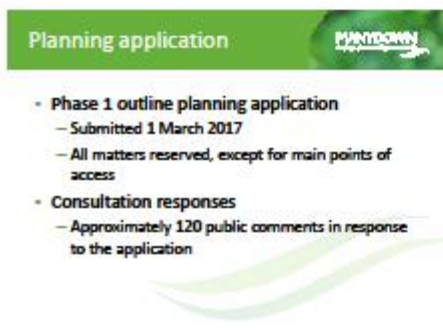 Planning application
MANYDOWN
- Phase 1 outline planning application
– Submitted 1 March 2017
– All matters reserved, except for main points of
access
- Consultation responses
– Approximately 120 public comments in response
to the application